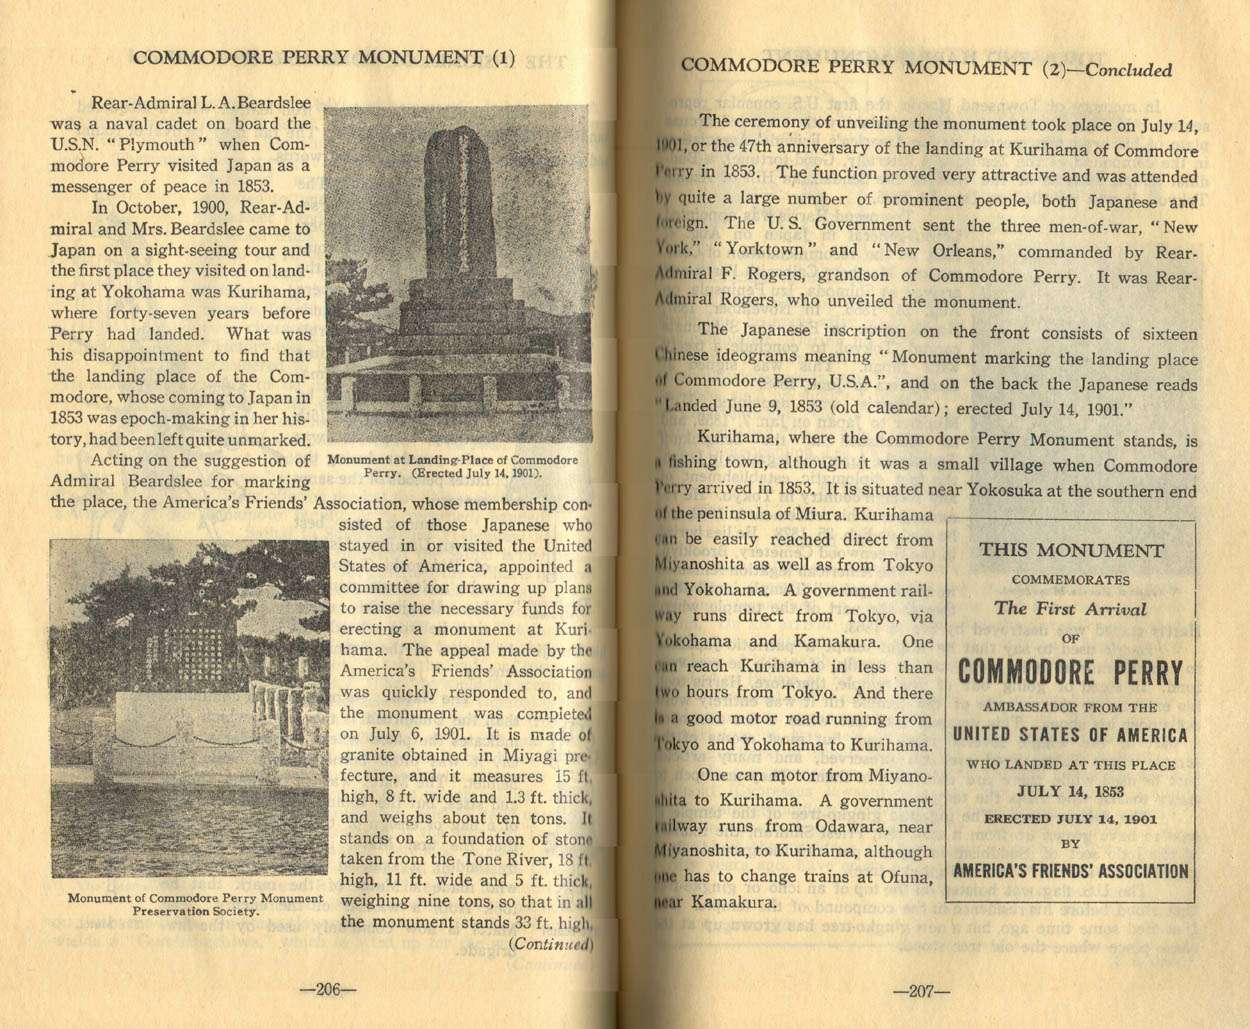 COMMODORE PERRY MONUMENT (1)
Rear-Admiral L. A. Beardslee
was a naval cadet on board the
U.S.N. “Plymouth” when Com-
modore Perry visited Japan as a
messenger of peace in 1853.
In October, 1900, Rear-Ad-
miral and Mrs. Beardslee came to
Japan on a sight-seeing tour and
the first place they visited on land-
ing at Yokohama was Kurihama,
where forty-seven years before
Perry had landed. What was
his disappointment to find that
the landing place of the Com-
modore, whose coming to Japan in
1853 was epoch-making in her his-
tory, had been left quite unmarked.
Acting on the suggestion of
Admiral Beardslee for marking
Monument at Landing-Place of Commodore
Perry. (Erected July 14, 1901).
the place, the America's Friends' Association, whose membership con-
sisted of those Japanese who
stayed in or visited the United
States of America, appointed a
committee for drawing up plans
to raise the necessary funds for
erecting a monument at Kuri-
hama. The appeal made by the
America's Friends' Association
was quickly responded to, and
the monument was completed
on July 6, 1901. It is made of
granite obtained in Miyagi pre-
fecture, and it measures 15 ft.
high, 8 ft. wide and 1.3 ft. thick,
and weighs about ten tons. It
stands on a foundation of stone
taken from the Tone River, 18 ft.
high, 11 ft. wide and 5 ft. thick,
weighing nine tons, so that in all
the monument stands 33 ft. high.
(Continued)
Monument of Commodore Perry Monument
Preservation Society.
—206—
COMMODORE PERRY MONUMENT (2)—Concluded
The ceremony of unveiling the monument took place on July 14,
1901, or the 47th anniversary of the landing at Kurihama of Commdore
Perry in 1853. The function proved very attractive and was attended
by quite a large number of prominent people, both Japanese and
foreign. The U. S. Government sent the three men-of-war, “New
York,” “Yorktown” and “New Orleans,” commanded by Rear-
Admiral F. Rogers, grandson of Commodore Perry. It was Rear-
Admiral Rogers, who unveiled the monument.
The Japanese inscription on the front consists of sixteen
Chinese ideograms meaning “Monument marking the landing place
of Commodore Perry, U.S.A.”, and on the back the Japanese reads
“Landed June 9, 1853 (old calendar); erected July 14, 1901.”
Kurihama, where the Commodore Perry Monument stands, is
a fishing town, although it was a small village when Commodore
Perry arrived in 1853. It is situated near Yokosuka at the southern end
of the peninsula of Miura. Kurihama
can be easily reached direct from
Miyanoshita as well as from Tokyo
and Yokohama. A government rail-
way runs direct from Tokyo, via
Yokohama and Kamakura. One
can reach Kurihama in less than
two hours from Tokyo. And there
is a good motor road running from
Tokyo and Yokohama to Kurihama.
One can motor from Miyano-
shita to Kurihama. A government
railway runs from Odawara, near
Miyanoshita, to Kurihama, although
one has to change trains at Ofuna,
near Kamakura.
THIS MONUMENT
COMMEMORATES
The First Arrival
OF
COMMODORE PERRY
AMBASSADOR FROM THE
UNITED STATES OF AMERICA
WHO LANDED AT THIS PLACE
JULY 14, 1853
ERECTED JULY 14, 1901
BY
AMERICA'S FRIENDS' ASSOCIATION
—207—